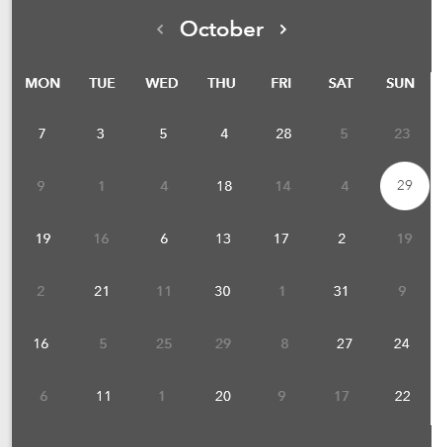 ‹ October ›
MON TUE WED THU FRI SAT SUN
7 3 5 4 28 5 23
9 1 4 18 14 4 29
19 16 6 13 17 2 19
2 21 11 30 1 31 9
16 5 25 29 8 27 24
6 11 1 20 9 17 22